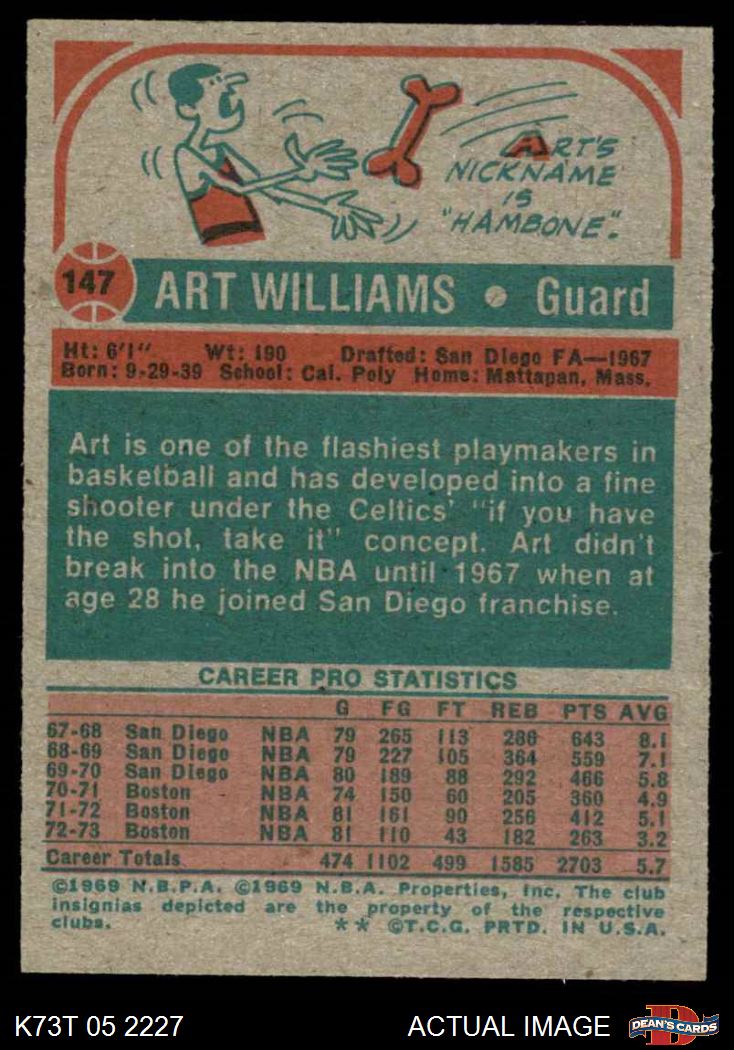 ART'S
NICKNAME
IS
"HAMBONE".
147
ART WILLIAMS • Guard
Ht: 6'1" Wt: 190 Drafted: San Diego FA—1967
Born: 9-29-39 School: Cal. Poly Home: Mattapan, Mass.
Art is one of the flashiest playmakers in
basketball and has developed into a fine
shooter under the Celtics' "if you have
the shot, take it" concept. Art didn't
break into the NBA until 1967 when at
age 28 he joined San Diego franchise.
CAREER PRO STATISTICS
G FG FT REB PTS AVG
67-68 San Diego NBA 79 265 113 286 643 8.1
68-69 San Diego NBA 79 227 105 364 559 7.1
69-70 San Diego NBA 80 189 88 292 466 5.8
70-71 Boston NBA 74 150 60 205 360 4.9
71-72 Boston NBA 81 161 90 256 412 5.1
72-73 Boston NBA 81 110 43 182 263 3.2
Career Totals 474 1102 499 1585 2703 5.7
©1969 N.B.P.A. ©1969 N.B.A. Properties, Inc. The club
insignias depicted are the property of the respective
clubs. ** ©T.C.G. PRTD. IN U.S.A.
K73T 05 2227 ACTUAL IMAGE DEAN'S CARDS